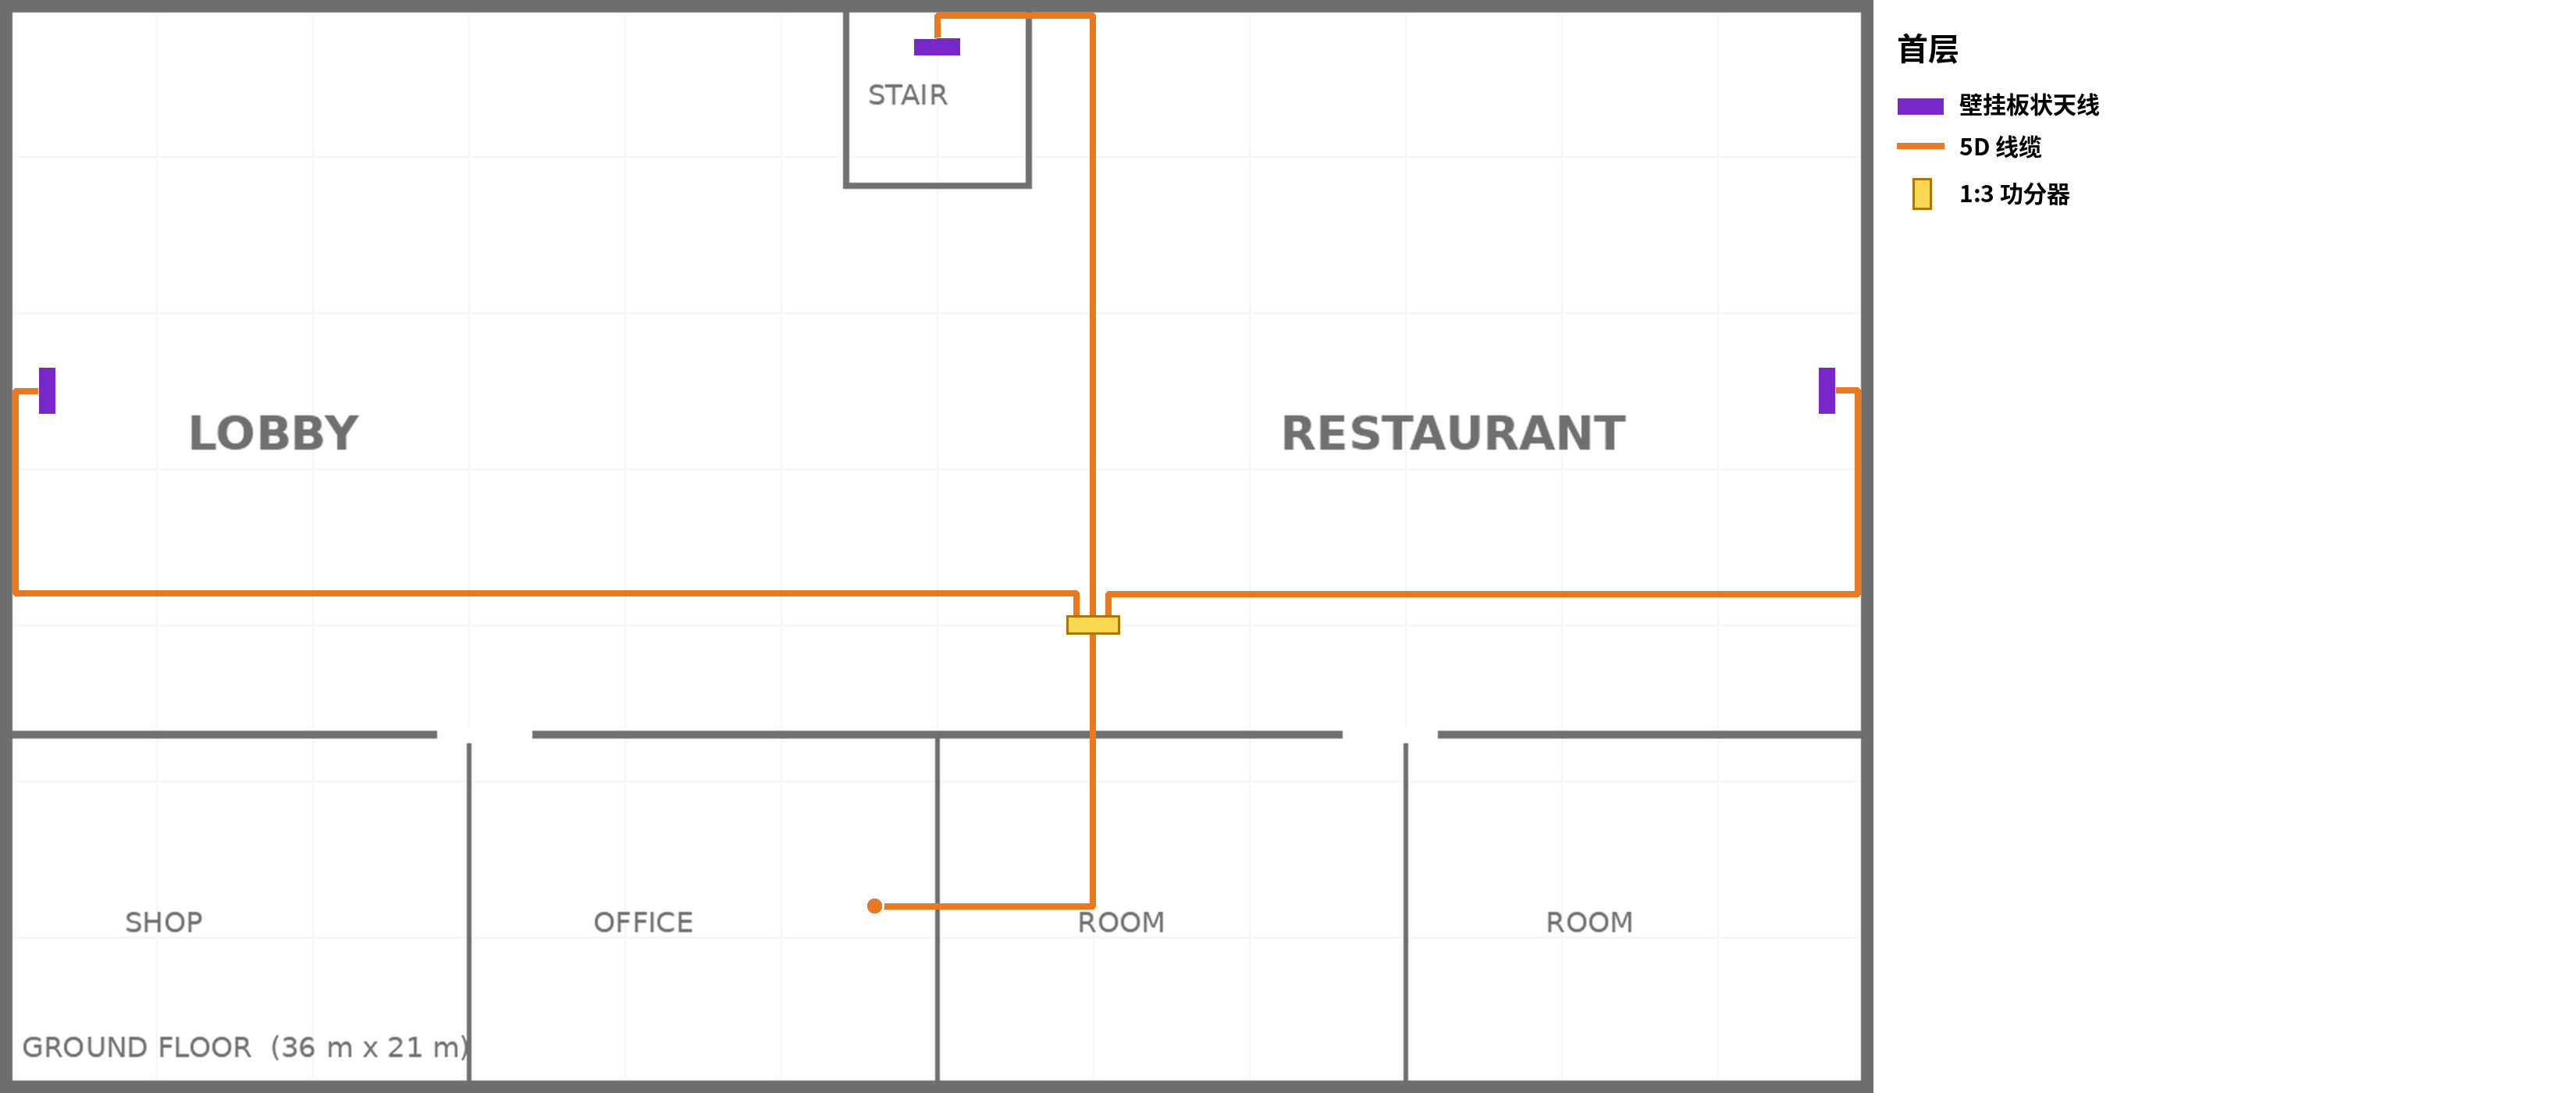 STAIR
LOBBY
RESTAURANT
SHOP
OFFICE
ROOM
ROOM
GROUND FLOOR (36 m x 21 m)
首层
壁挂板状天线
5D 线缆
1:3 功分器